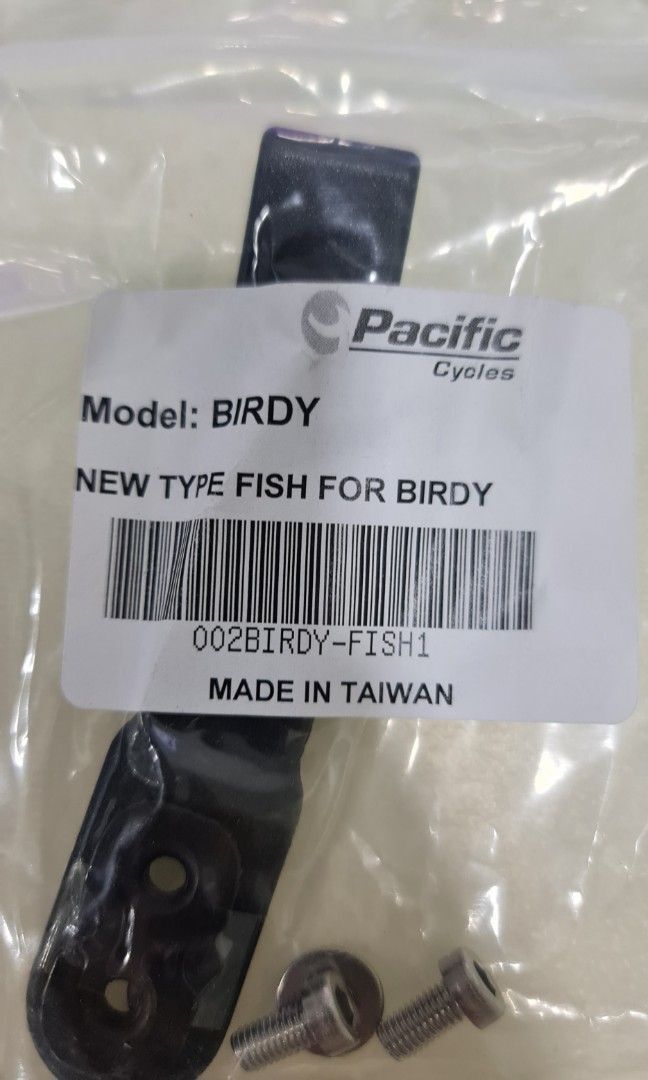 Pacific
Cycles
Model: BIRDY
NEW TYPE FISH FOR BIRDY
002BIRDY-FISH1
MADE IN TAIWAN